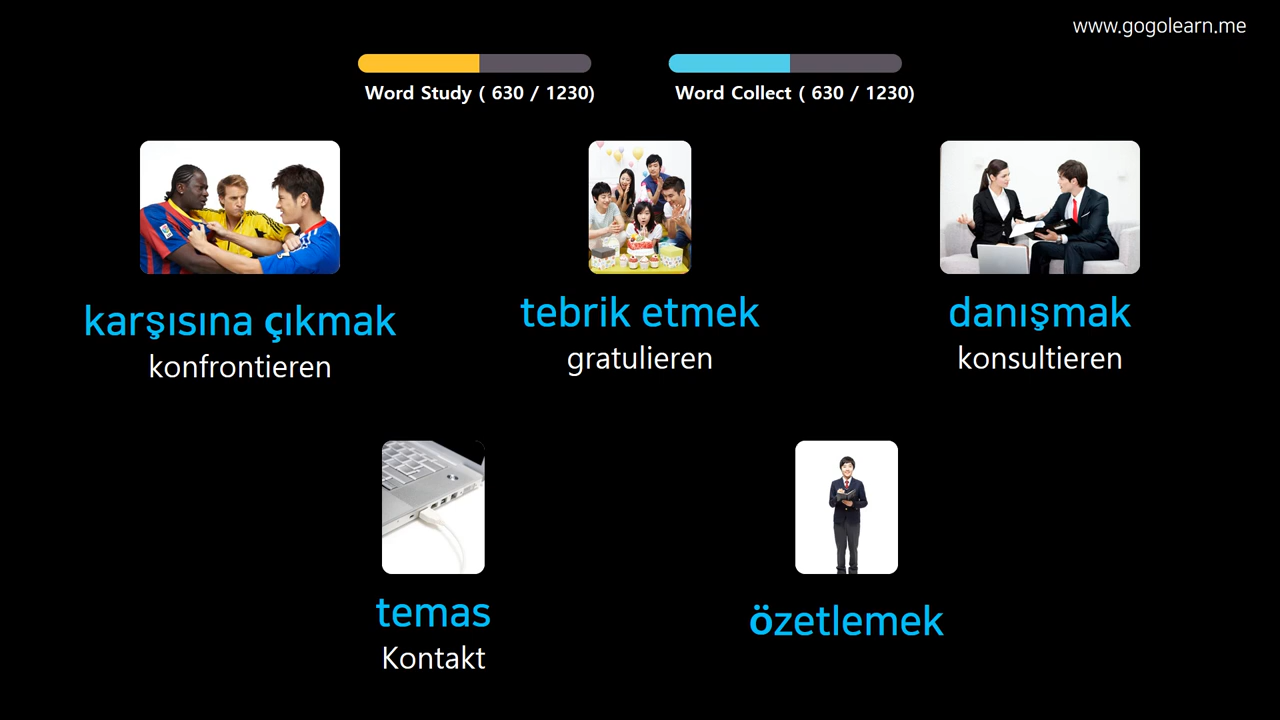 www.gogolearn.me
Word Study ( 630 / 1230)
Word Collect ( 630 / 1230)
karşısına çıkmak
konfrontieren
tebrik etmek
gratulieren
danışmak
konsultieren
temas
Kontakt
özetlemek